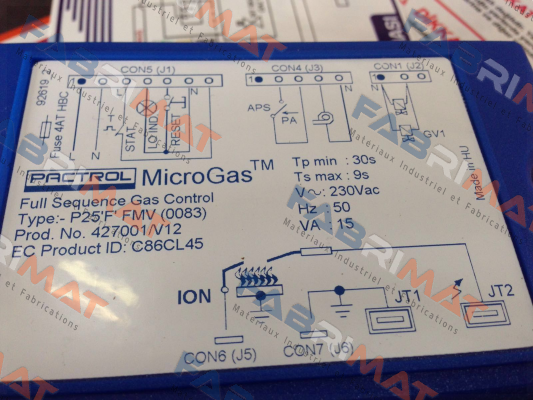 CON5 (J1)
CON4 (J3)
CON1 (J2)
92619
Fuse 4AT HBC
L
N
L
STAT
LO IND
RESET
N
APS
PA
N
GV1
Made in HU
PACTROL MicroGas™
Full Sequence Gas Control
Type:- P25'F' FMV (0083)
Prod. No. 427001/V12
EC Product ID: C86CL45
Tp min : 30s
Ts max : 9s
V~: 230Vac
Hz : 50
VA : 15
ION
JT1
JT2
CON6 (J5)
CON7 (J6)
FABRIMAT
Matériaux Industriels et Fabrications